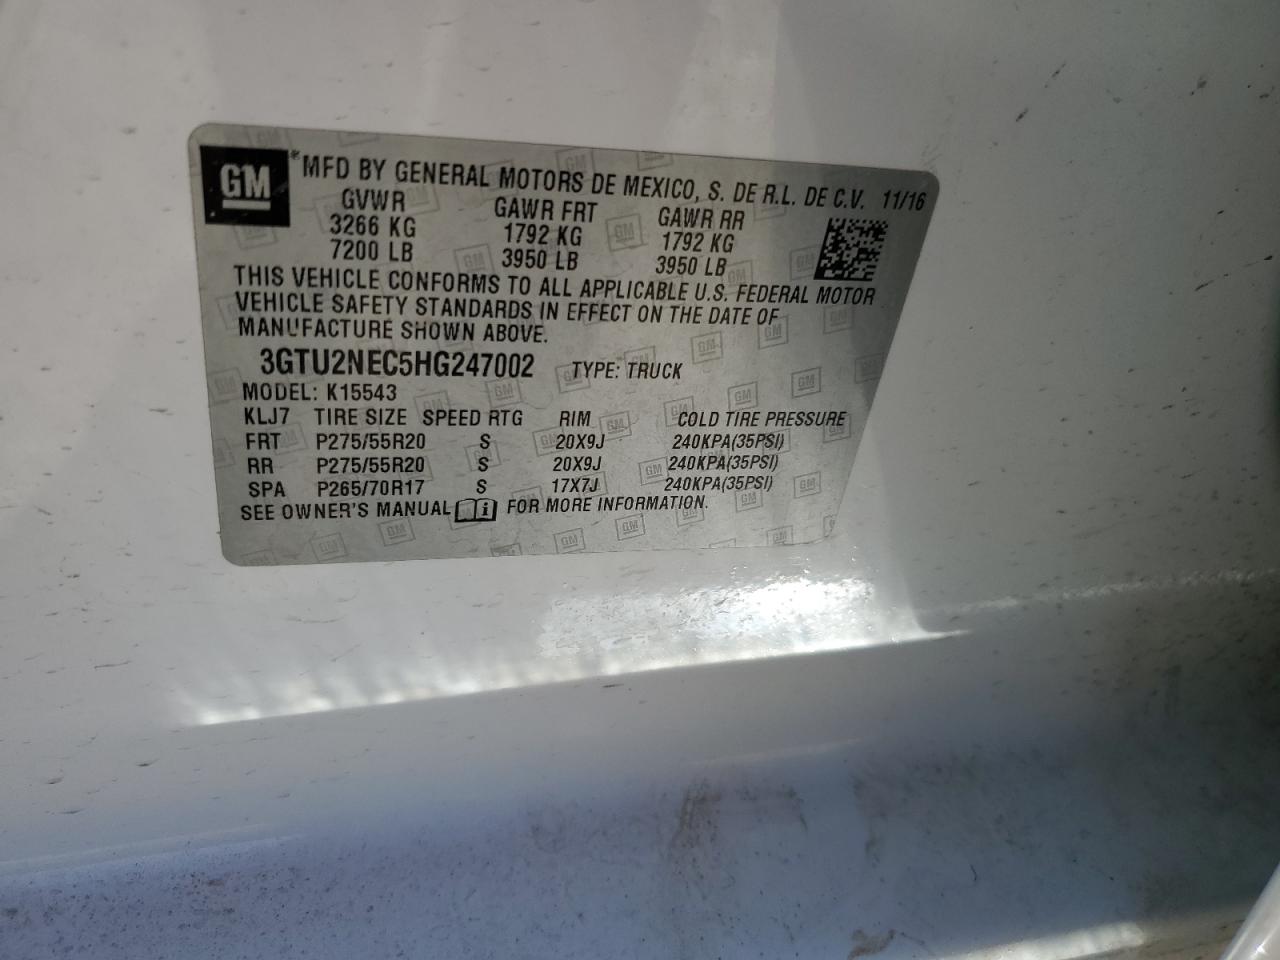 GM *MFD BY GENERAL MOTORS DE MEXICO, S. DE R.L. DE C.V. 11/16
GVWR GAWR FRT GAWR RR
3266 KG 1792 KG 1792 KG
7200 LB 3950 LB 3950 LB
THIS VEHICLE CONFORMS TO ALL APPLICABLE U.S. FEDERAL MOTOR
VEHICLE SAFETY STANDARDS IN EFFECT ON THE DATE OF
MANUFACTURE SHOWN ABOVE.
3GTU2NEC5HG247002 TYPE: TRUCK
MODEL: K15543
KLJ7 TIRE SIZE SPEED RTG RIM COLD TIRE PRESSURE
FRT P275/55R20 S 20X9J 240KPA(35PSI)
RR P275/55R20 S 20X9J 240KPA(35PSI)
SPA P265/70R17 S 17X7J 240KPA(35PSI)
SEE OWNER'S MANUAL i FOR MORE INFORMATION.